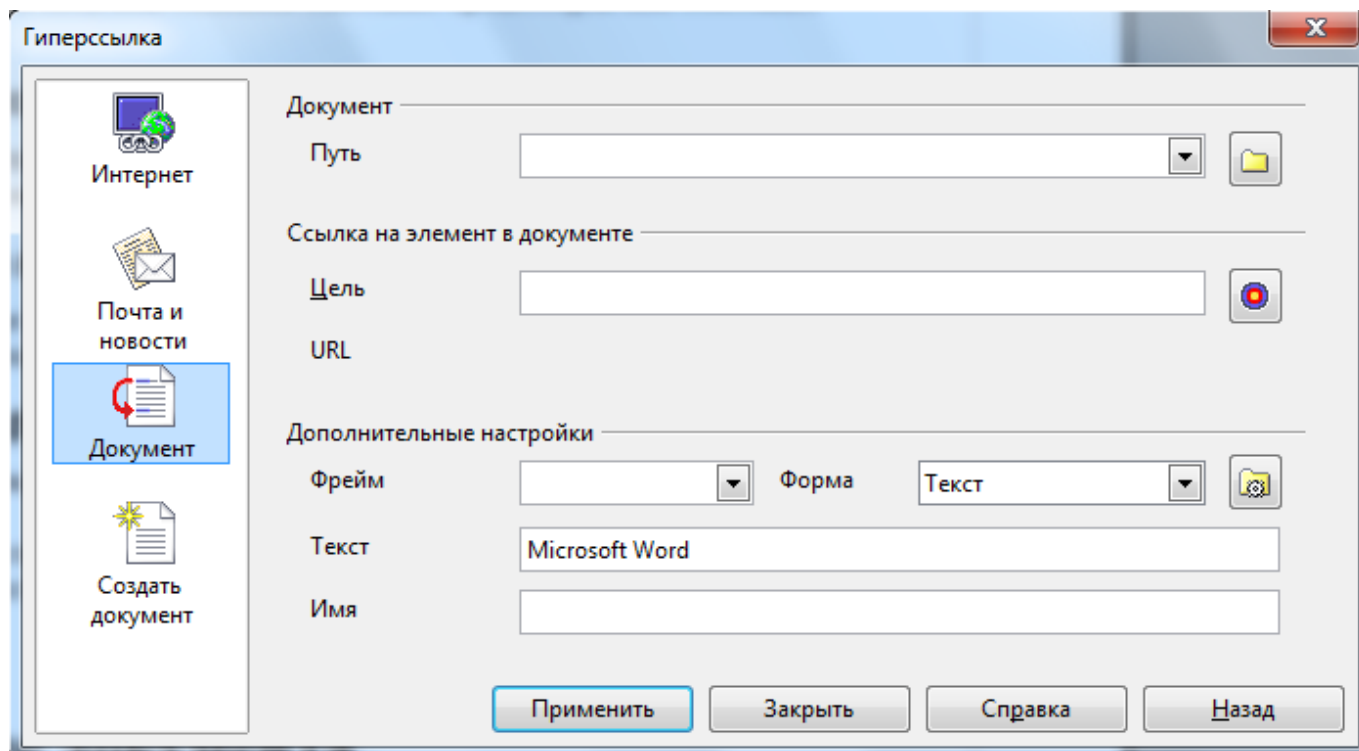 Гиперссылка
Интернет
Почта и
новости
Документ
Создать
документ
Документ
Путь
Ссылка на элемент в документе
Цель
URL
Дополнительные настройки
Фрейм
Форма
Текст
Текст
Microsoft Word
Имя
Применить
Закрыть
Справка
Назад